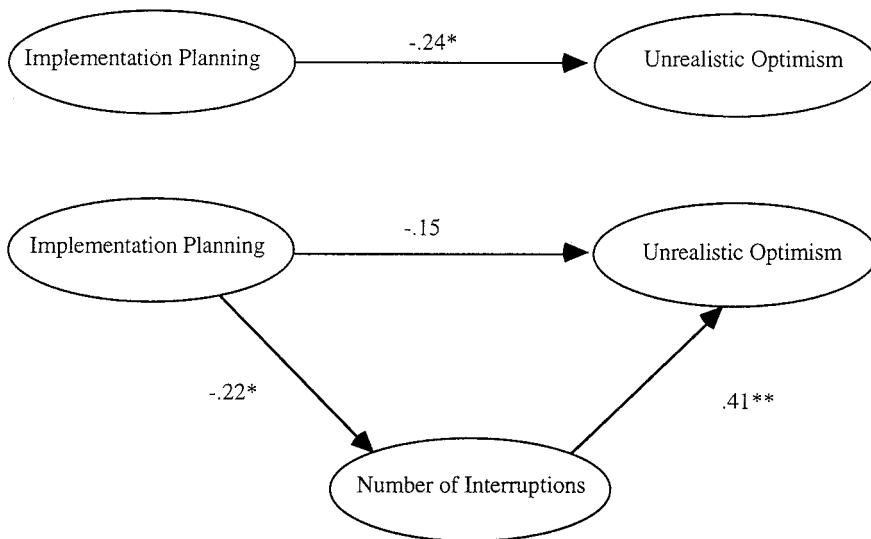 -.24*
Implementation Planning
Unrealistic Optimism
-.15
Implementation Planning
Unrealistic Optimism
-.22*
.41**
Number of Interruptions